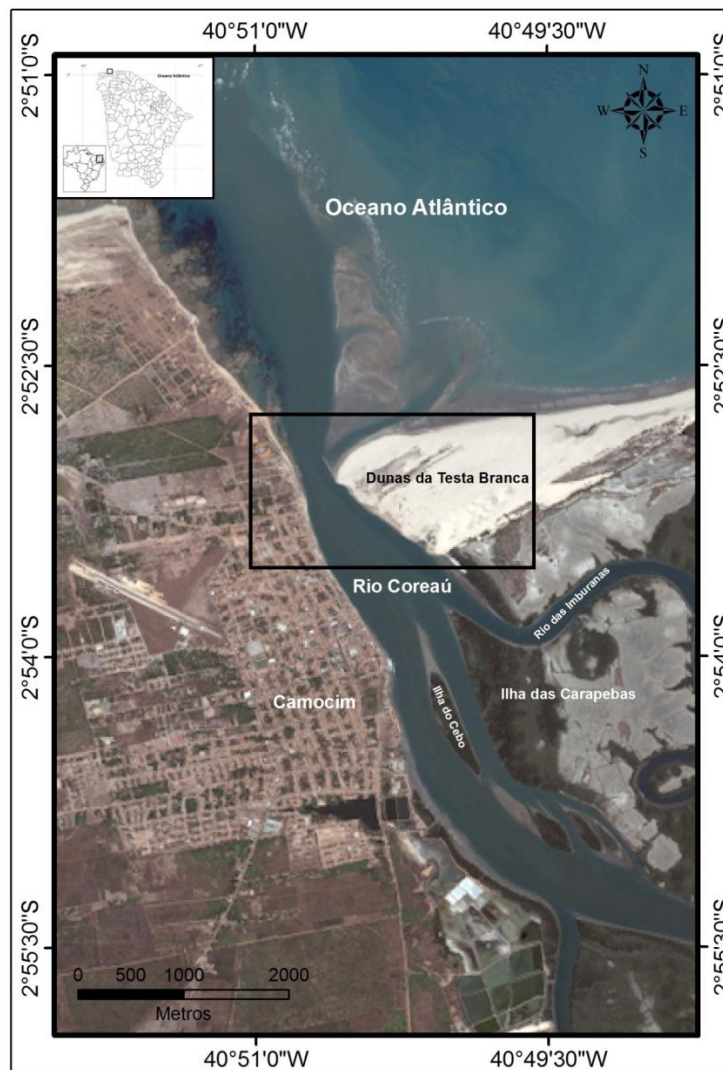 40°51'0"W
40°49'30"W
2°51'0"S
2°51'0"S
Oceano Atlântico
N
W
E
S
Oceano Atlântico
2°52'30"S
2°52'30"S
Dunas da Testa Branca
Rio Coreaú
Rio das Imburanas
2°54'0"S
2°54'0"S
Camocim
Ilha do Cebo
Ilha das Carapebas
2°55'30"S
2°55'30"S
0 500 1000 2000
Metros
40°51'0"W
40°49'30"W